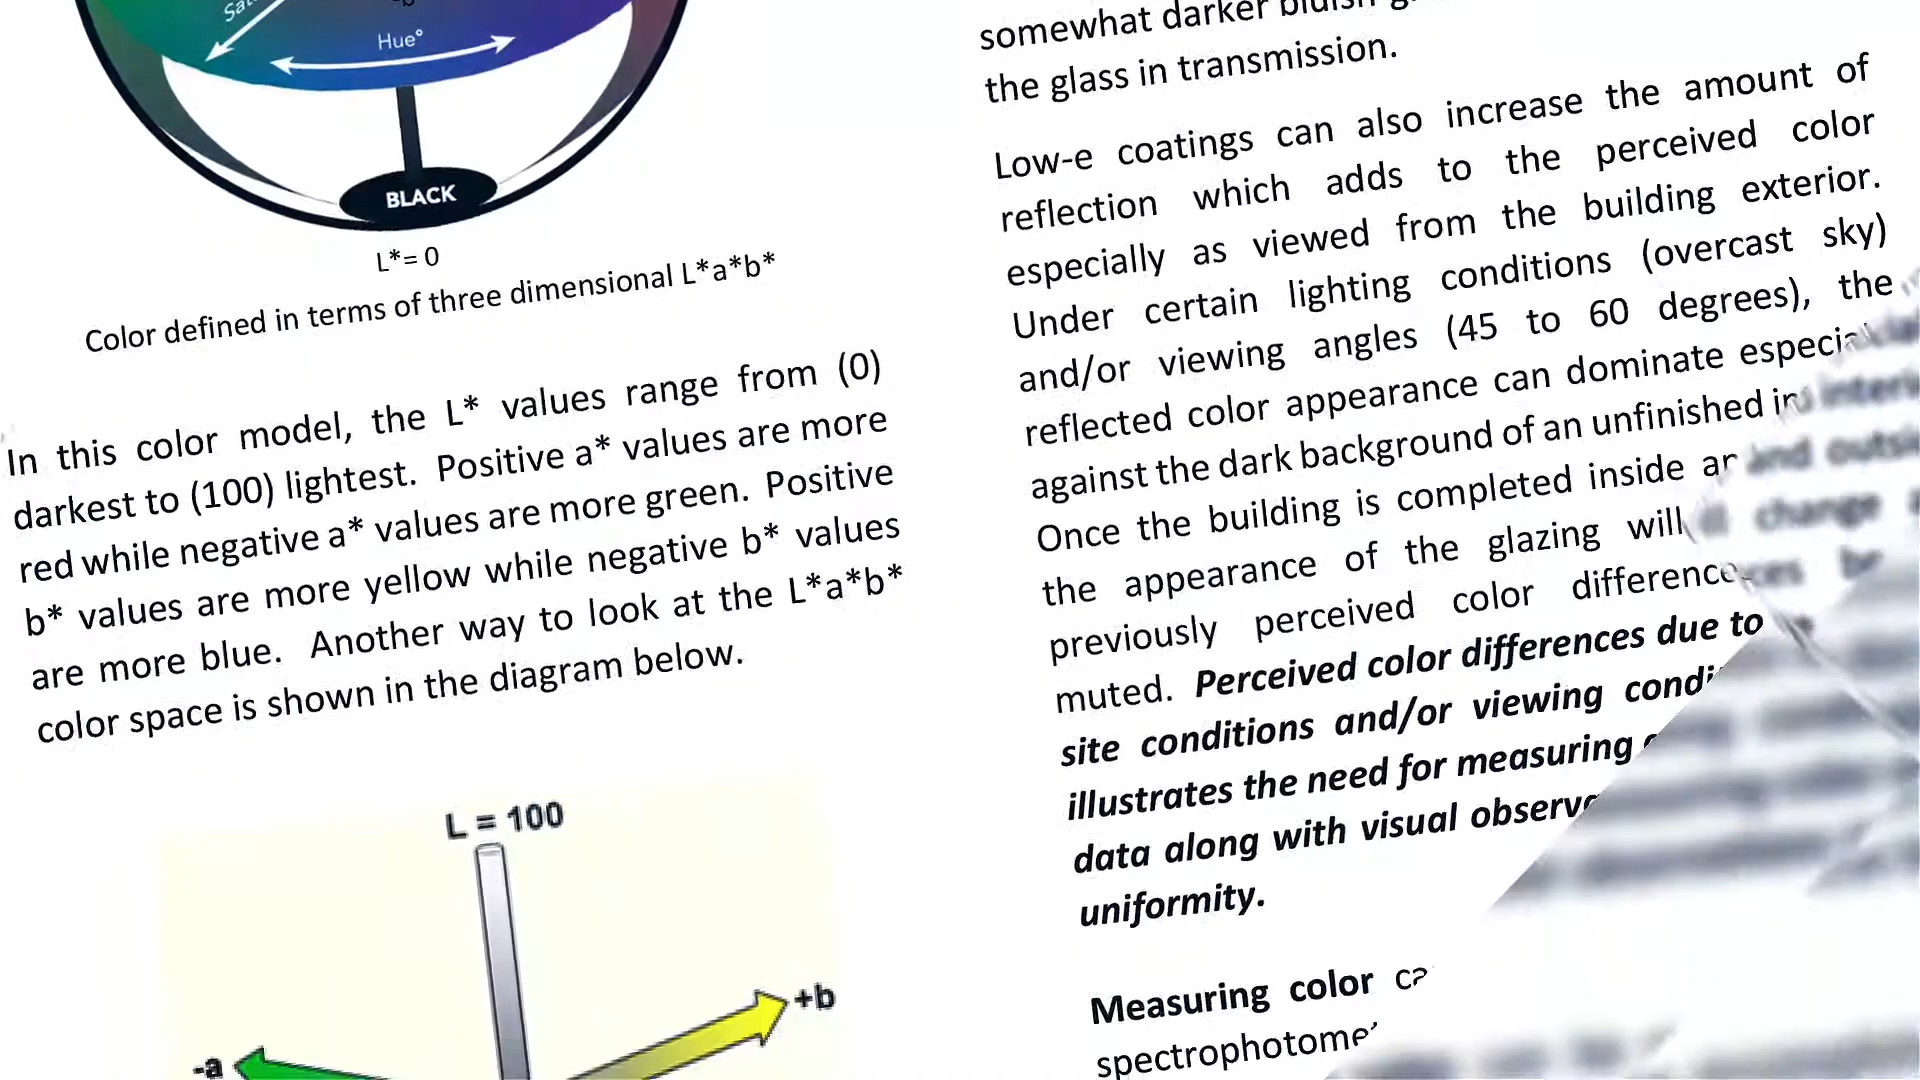 Hue°
BLACK
L*= 0
Color defined in terms of three dimensional L*a*b*
In this color model, the L* values range from (0)
darkest to (100) lightest. Positive a* values are more
red while negative a* values are more green. Positive
b* values are more yellow while negative b* values
are more blue. Another way to look at the L*a*b*
color space is shown in the diagram below.
L = 100
+b
-a
somewhat darker bluish
the glass in transmission.
Low-e coatings can also increase the amount of
reflection which adds to the perceived color
especially as viewed from the building exterior.
Under certain lighting conditions (overcast sky)
and/or viewing angles (45 to 60 degrees), the
reflected color appearance can dominate
against the dark background of an unfinished
Once the building is completed inside
the appearance of the glazing will change
previously perceived color
muted. Perceived color differences due to
site conditions and/or viewing
illustrates the need for measuring
data along with visual
uniformity.
Measuring color